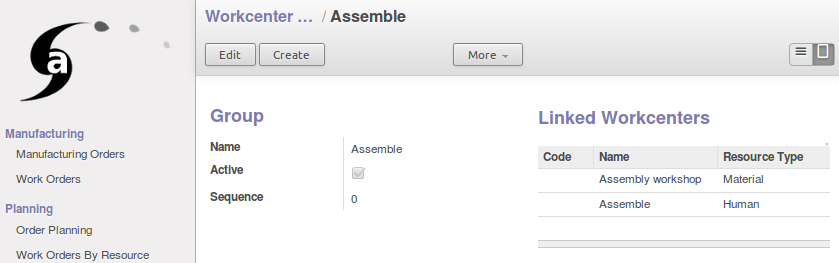 Workcenter ... / Assemble
Edit Create More
a
Manufacturing
Manufacturing Orders
Work Orders
Planning
Order Planning
Work Orders By Resource
Group
Name Assemble
Active
Sequence 0
Linked Workcenters
Code Name Resource Type
Assembly workshop Material
Assemble Human